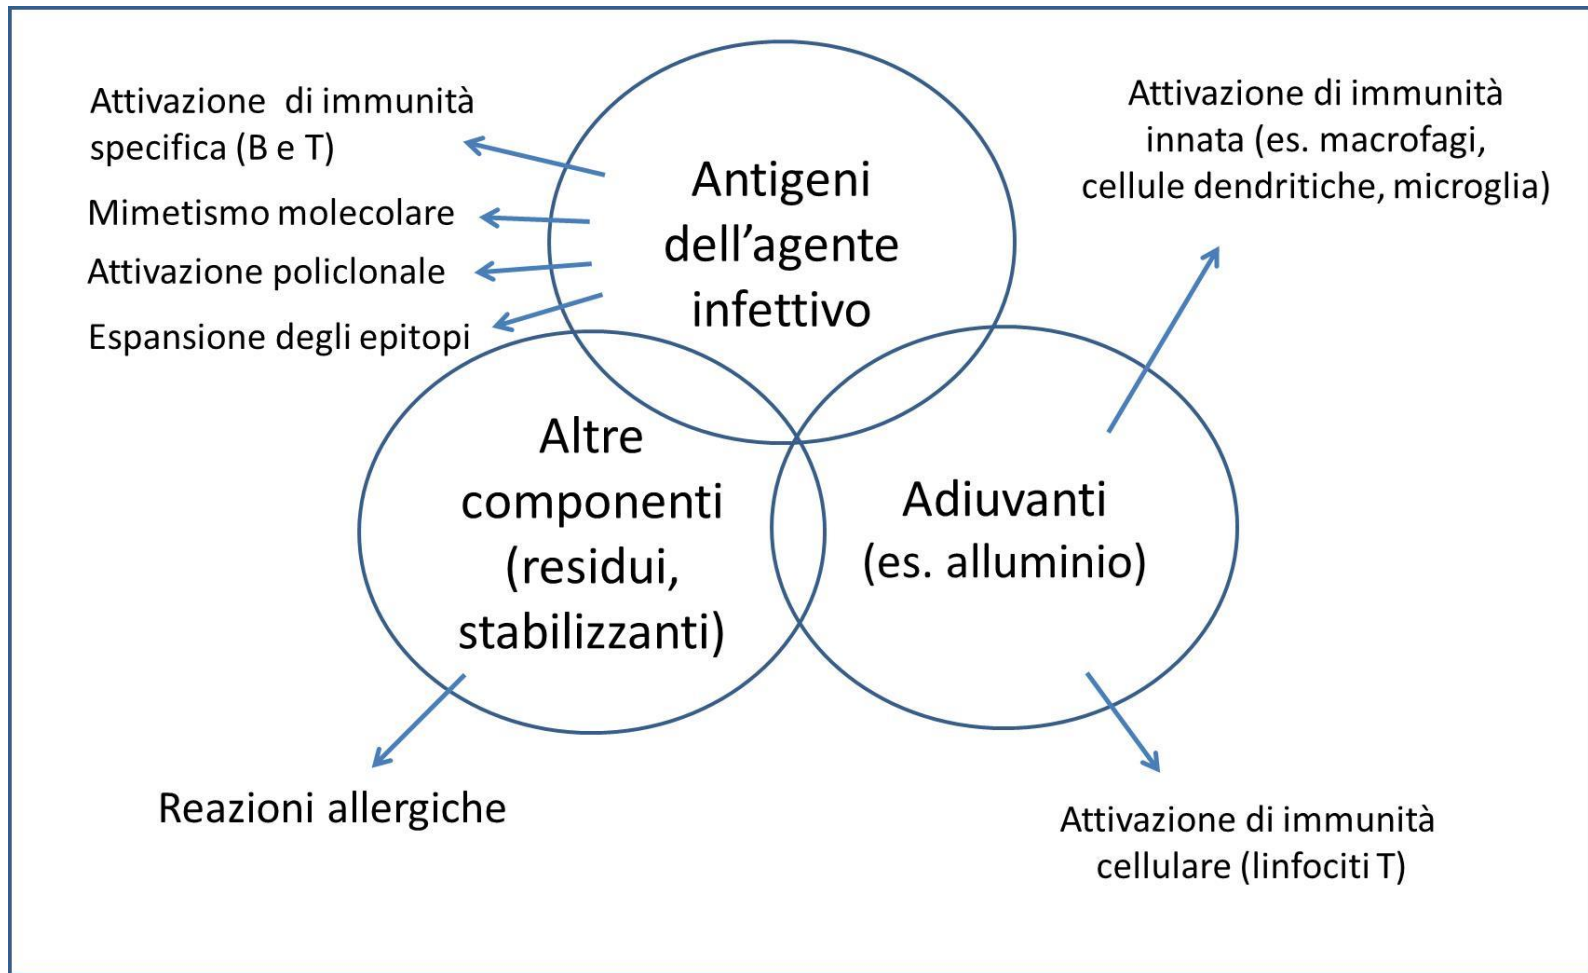 Attivazione di immunità
specifica (B e T)
Mimetismo molecolare
Attivazione policlonale
Espansione degli epitopi
Antigeni
dell’agente
infettivo
Attivazione di immunità
innata (es. macrofagi,
cellule dendritiche, microglia)
Altre
componenti
(residui,
stabilizzanti)
Adiuvanti
(es. alluminio)
Reazioni allergiche
Attivazione di immunità
cellulare (linfociti T)